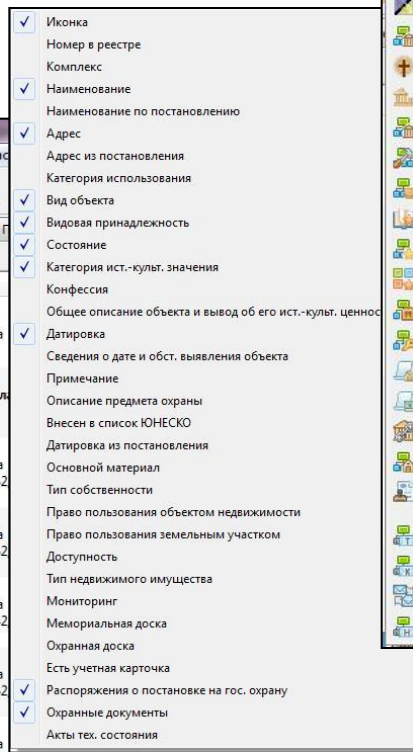 Иконка
Номер в реестре
Комплекс
Наименование
Наименование по постановлению
Адрес
Адрес из постановления
Категория использования
Вид объекта
Видовая принадлежность
Состояние
Категория ист.-культ. значения
Конфессия
Общее описание объекта и вывод об его ист.-культ. ценнос
Датировка
Сведения о дате и обст. выявления объекта
Примечание
Описание предмета охраны
Внесен в список ЮНЕСКО
Датировка из постановления
Основной материал
Тип собственности
Право пользования объектом недвижимости
Право пользования земельным участком
Доступность
Тип недвижимого имущества
Мониторинг
Мемориальная доска
Охранная доска
Есть учетная карточка
Распоряжения о постановке на гос. охрану
Охранные документы
Акты тех. состояния